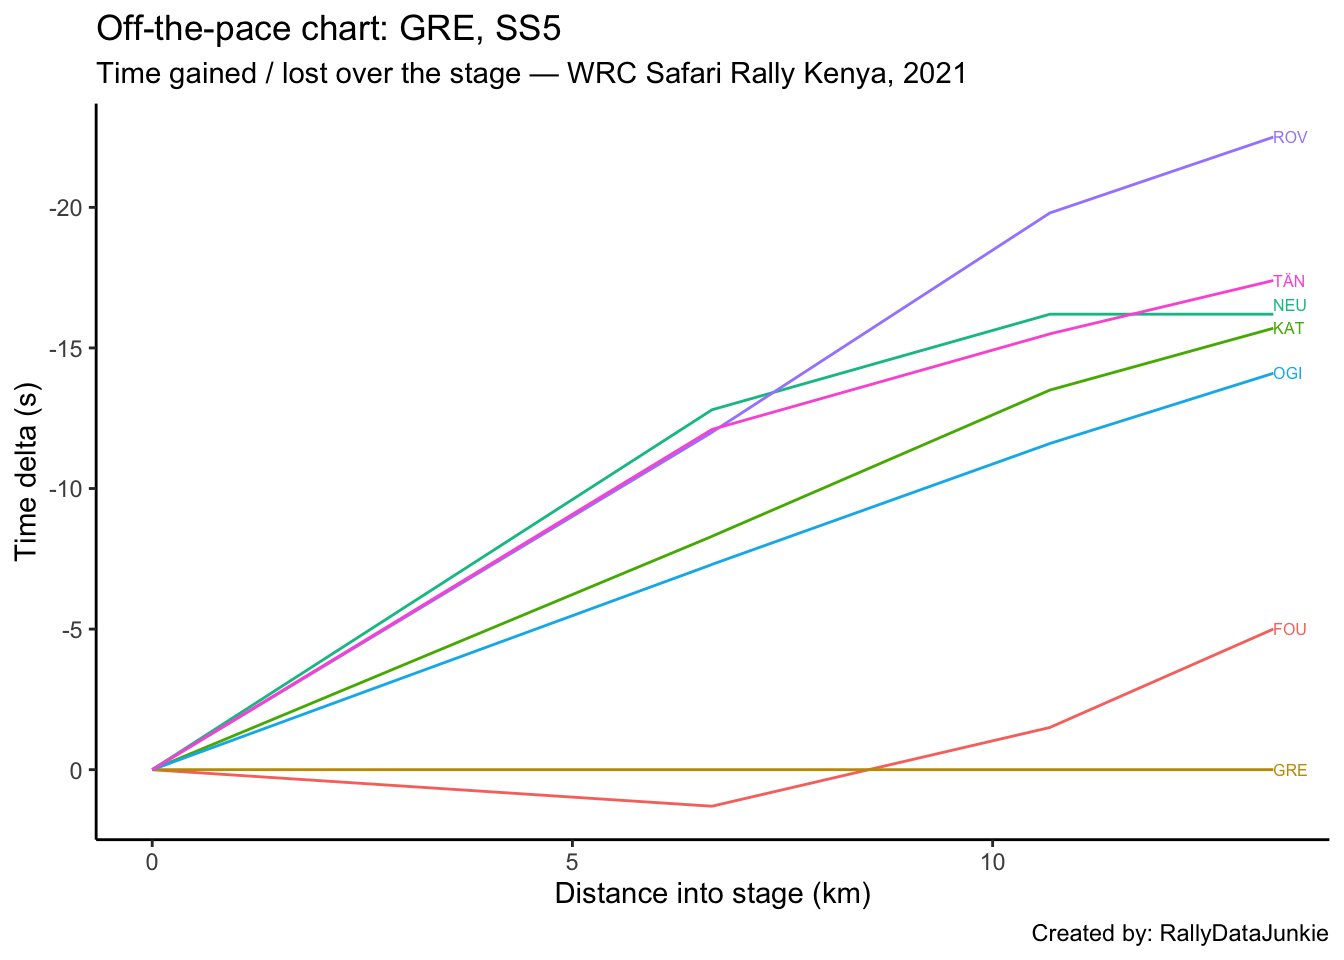 Off-the-pace chart: GRE, SS5
Time gained / lost over the stage — WRC Safari Rally Kenya, 2021
ROV
-20
TÄN
NEU
KAT
-15
OGI
Time delta (s)
-10
-5
FOU
0
GRE
0 5 10
Distance into stage (km)
Created by: RallyDataJunkie